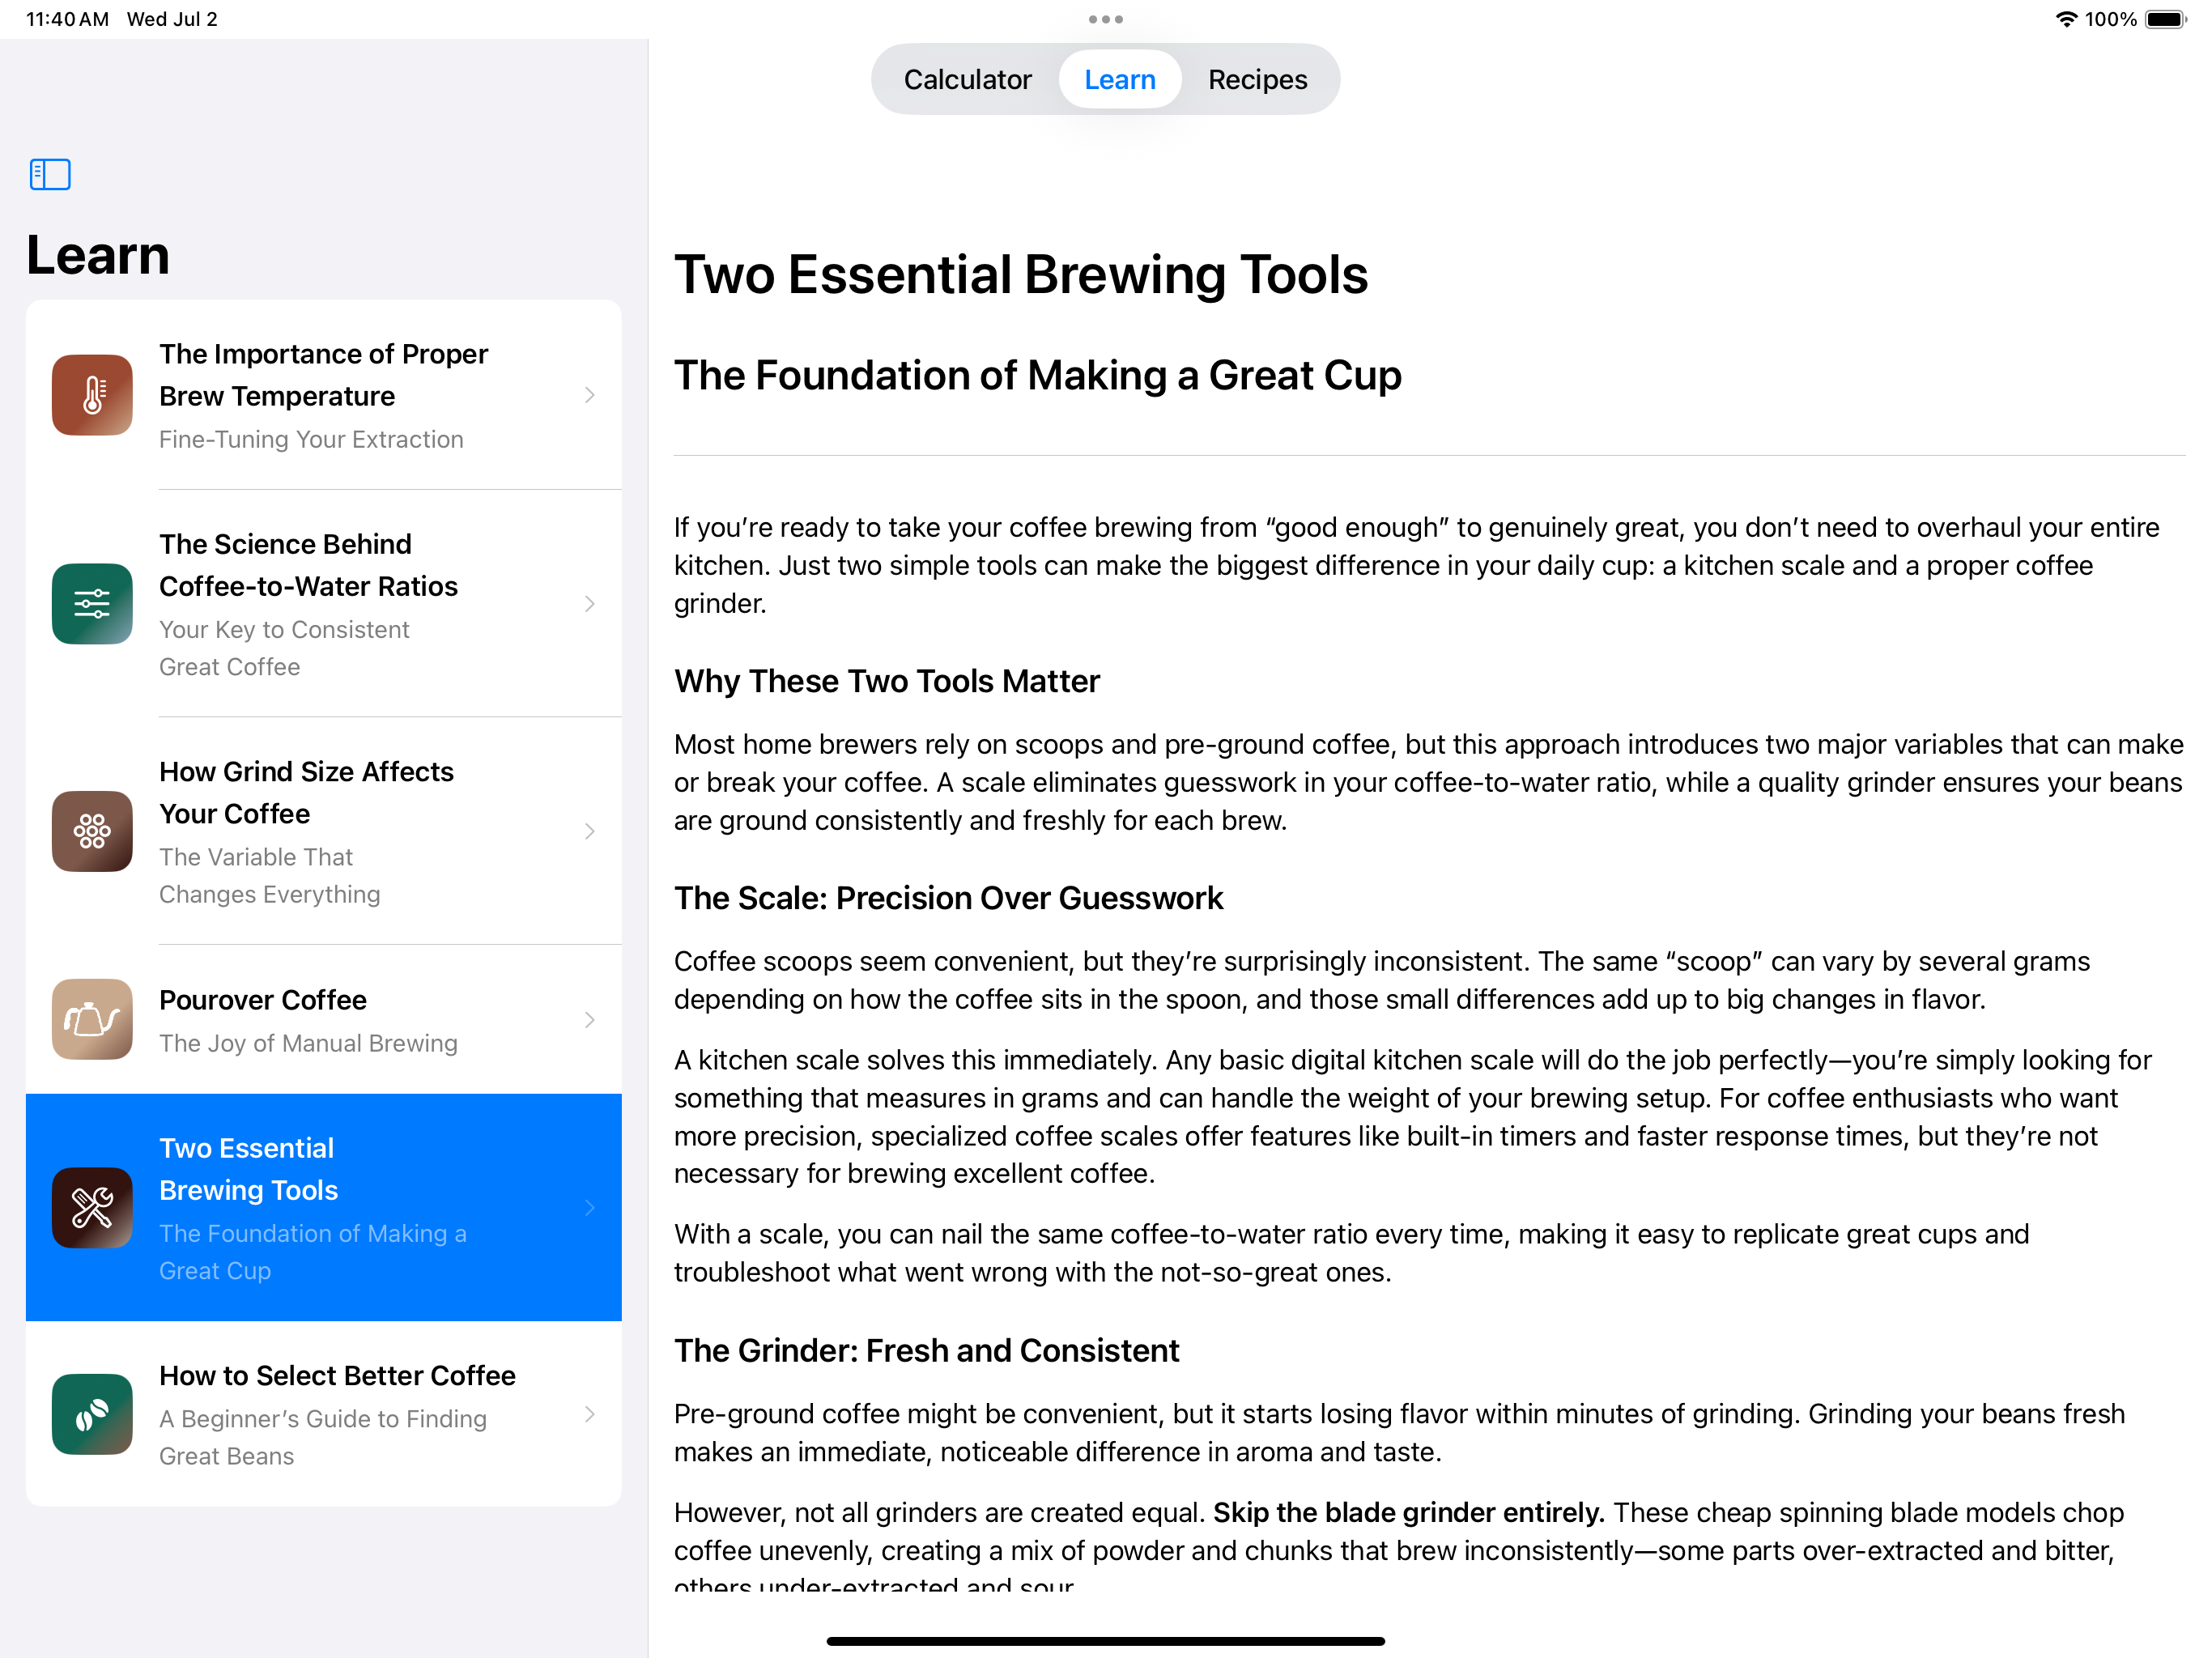 11:40 AM Wed Jul 2
100%
Calculator
Learn
Recipes
Learn
The Importance of Proper
Brew Temperature
Fine-Tuning Your Extraction
The Science Behind
Coffee-to-Water Ratios
Your Key to Consistent
Great Coffee
How Grind Size Affects
Your Coffee
The Variable That
Changes Everything
Pourover Coffee
The Joy of Manual Brewing
Two Essential
Brewing Tools
The Foundation of Making a
Great Cup
How to Select Better Coffee
A Beginner’s Guide to Finding
Great Beans
Two Essential Brewing Tools
The Foundation of Making a Great Cup
If you’re ready to take your coffee brewing from “good enough” to genuinely great, you don’t need to overhaul your entire
kitchen. Just two simple tools can make the biggest difference in your daily cup: a kitchen scale and a proper coffee
grinder.
Why These Two Tools Matter
Most home brewers rely on scoops and pre-ground coffee, but this approach introduces two major variables that can make
or break your coffee. A scale eliminates guesswork in your coffee-to-water ratio, while a quality grinder ensures your beans
are ground consistently and freshly for each brew.
The Scale: Precision Over Guesswork
Coffee scoops seem convenient, but they’re surprisingly inconsistent. The same “scoop” can vary by several grams
depending on how the coffee sits in the spoon, and those small differences add up to big changes in flavor.
A kitchen scale solves this immediately. Any basic digital kitchen scale will do the job perfectly—you’re simply looking for
something that measures in grams and can handle the weight of your brewing setup. For coffee enthusiasts who want
more precision, specialized coffee scales offer features like built-in timers and faster response times, but they’re not
necessary for brewing excellent coffee.
With a scale, you can nail the same coffee-to-water ratio every time, making it easy to replicate great cups and
troubleshoot what went wrong with the not-so-great ones.
The Grinder: Fresh and Consistent
Pre-ground coffee might be convenient, but it starts losing flavor within minutes of grinding. Grinding your beans fresh
makes an immediate, noticeable difference in aroma and taste.
However, not all grinders are created equal. Skip the blade grinder entirely. These cheap spinning blade models chop
coffee unevenly, creating a mix of powder and chunks that brew inconsistently—some parts over-extracted and bitter,
others under-extracted and sour.